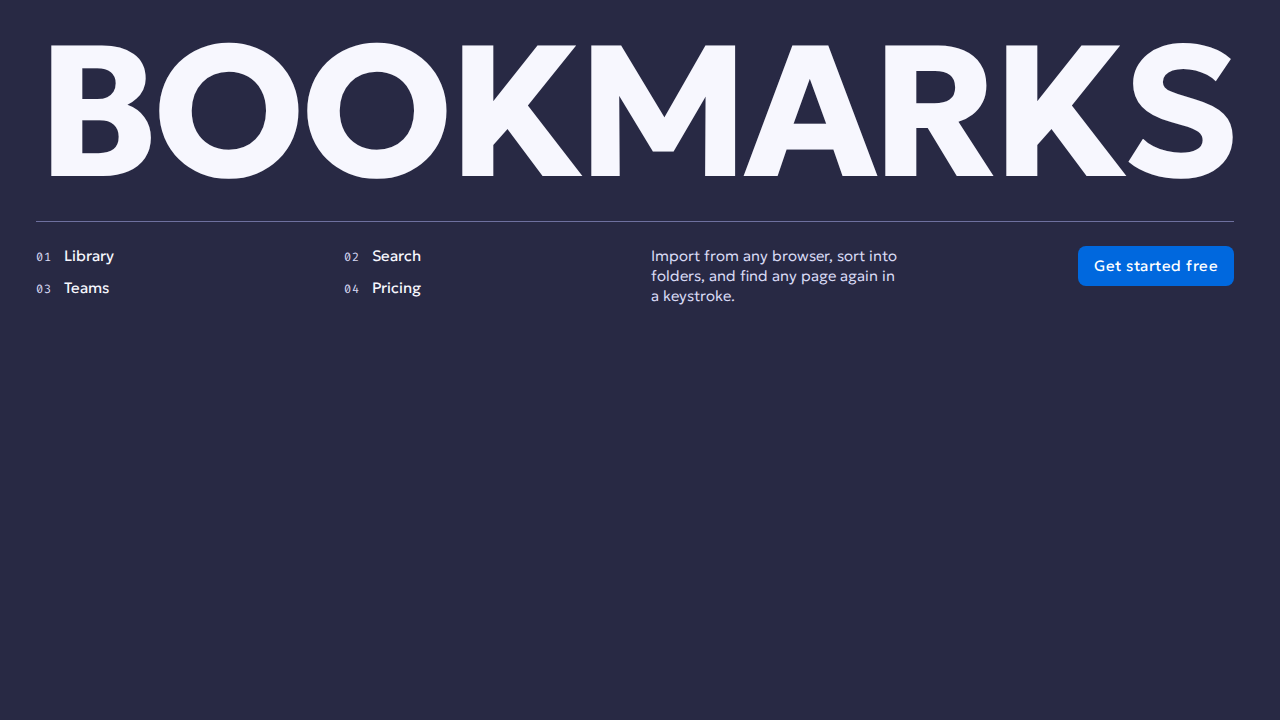 BOOKMARKS
01 Library
02 Search
03 Teams
04 Pricing
Import from any browser, sort into
folders, and find any page again in
a keystroke.
Get started free